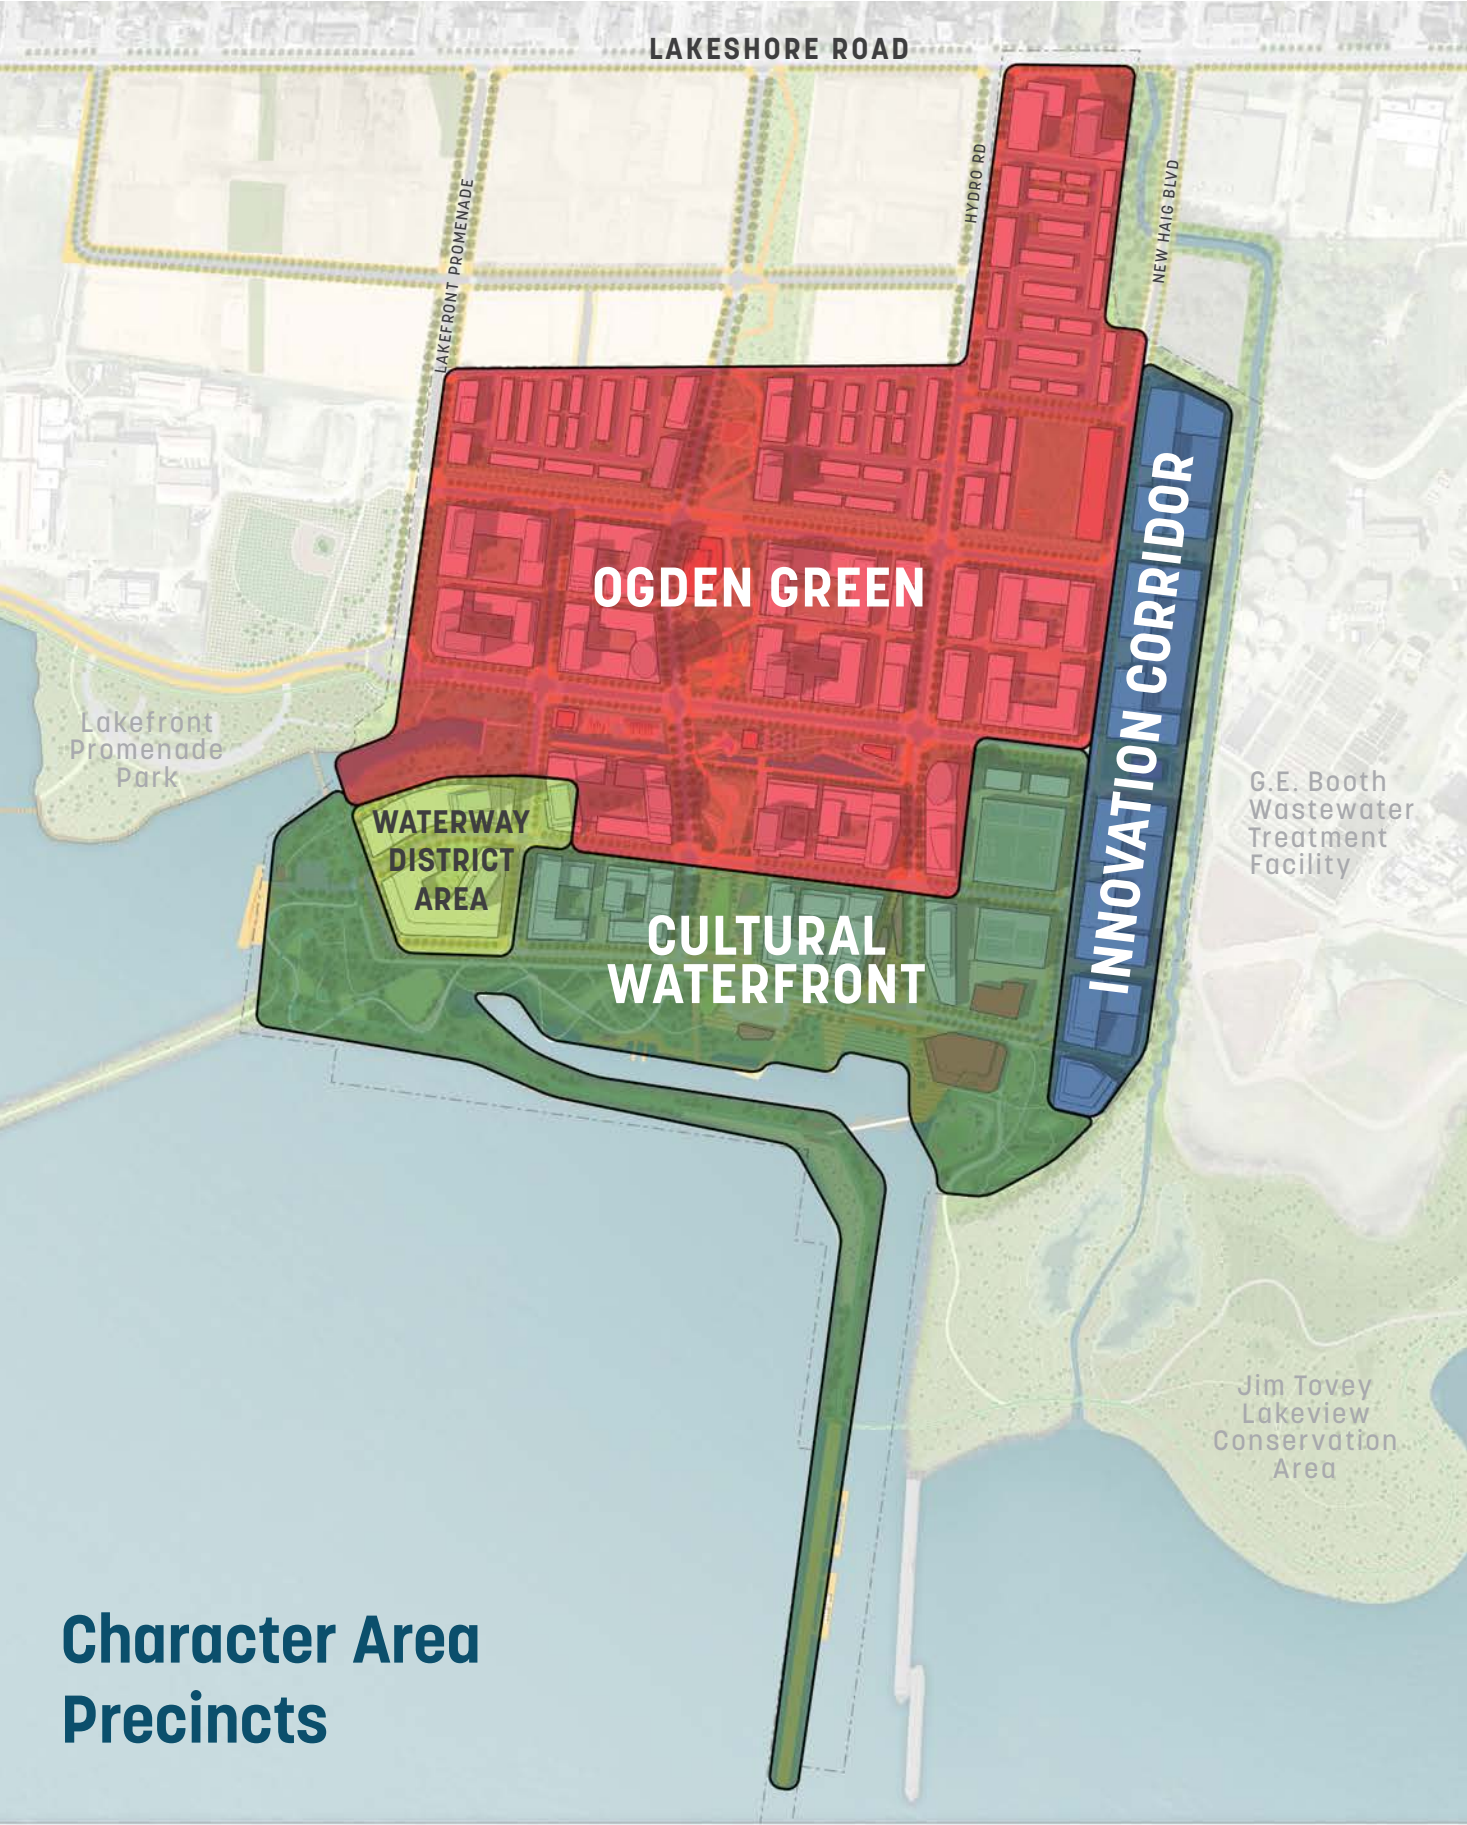 LAKESHORE ROAD
HYDRO RD
NEW HAIG BLVD
LAKEFRONT PROMENADE
OGDEN GREEN
INNOVATION CORRIDOR
Lakefront
Promenade
Park
WATERWAY
DISTRICT
AREA
G.E. Booth
Wastewater
Treatment
Facility
CULTURAL
WATERFRONT
Jim Tovey
Lakeview
Conservation
Area
Character Area
Precincts